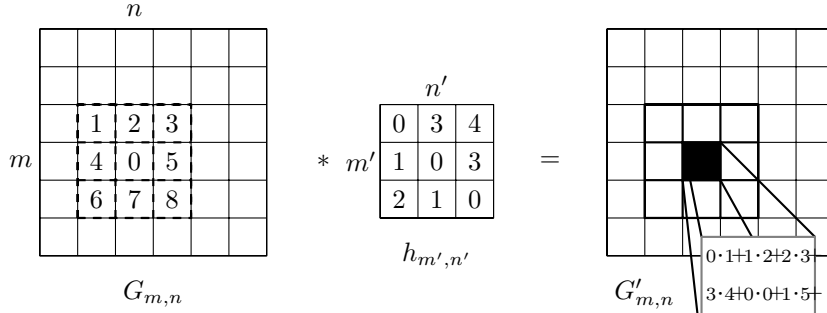 n
1 2 3
m 4 0 5
6 7 8
G_{m,n}
*
n′
0 3 4
m′ 1 0 3
2 1 0
h_{m′,n′}
=
0·1+1·2+2·3+
3·4+0·0+1·5+
G′_{m,n}